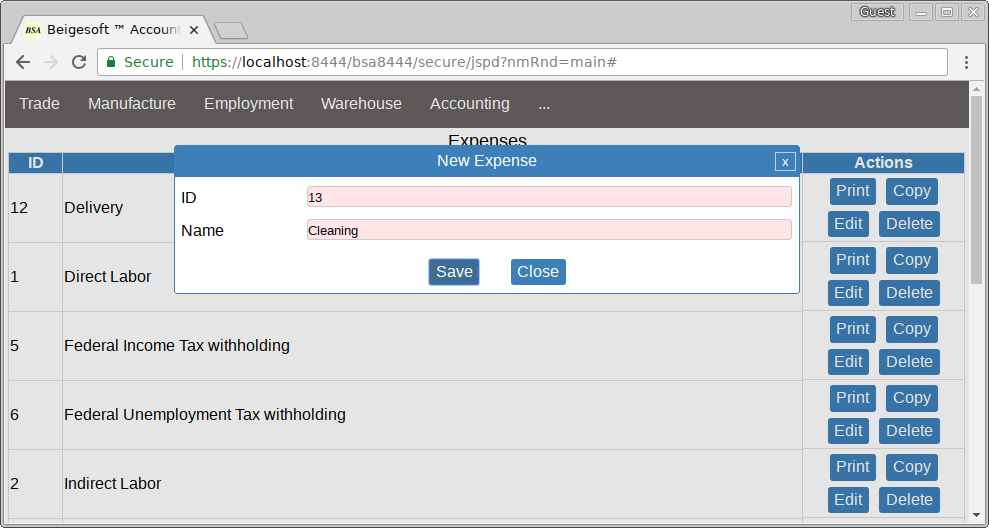 Guest
BSA Beigesoft ™ Account
Secure https://localhost:8444/bsa8444/secure/jspd?nmRnd=main#
Trade Manufacture Employment Warehouse Accounting ...
Expenses
New Expense x
ID Actions
ID 13
Name Cleaning
Save Close
12 Delivery Print Copy
Edit Delete
1 Direct Labor Print Copy
Edit Delete
5 Federal Income Tax withholding Print Copy
Edit Delete
6 Federal Unemployment Tax withholding Print Copy
Edit Delete
2 Indirect Labor Print Copy
Edit Delete